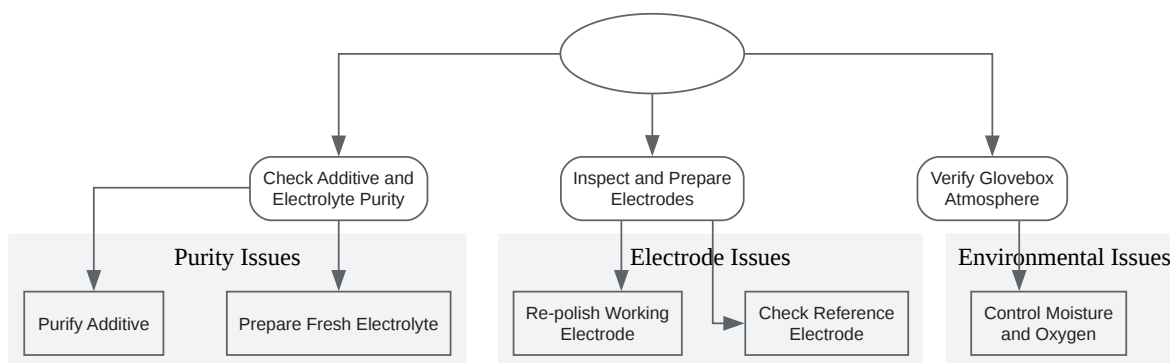 Check Additive and
Electrolyte Purity
Inspect and Prepare
Electrodes
Verify Glovebox
Atmosphere
Purity Issues
Electrode Issues
Environmental Issues
Purify Additive
Prepare Fresh Electrolyte
Re-polish Working
Electrode
Check Reference
Electrode
Control Moisture
and Oxygen